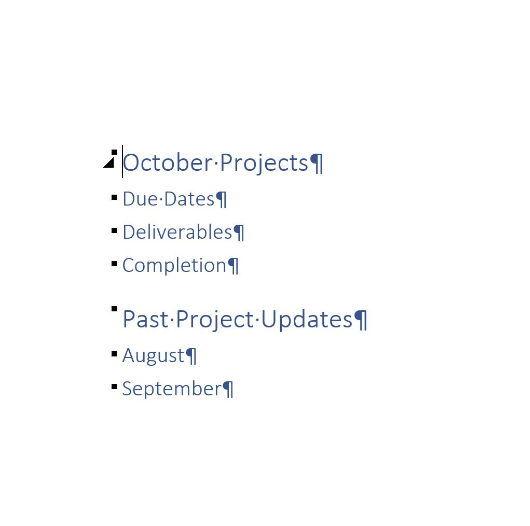 October·Projects¶
Due·Dates¶
Deliverables¶
Completion¶
Past·Project·Updates¶
August¶
September¶